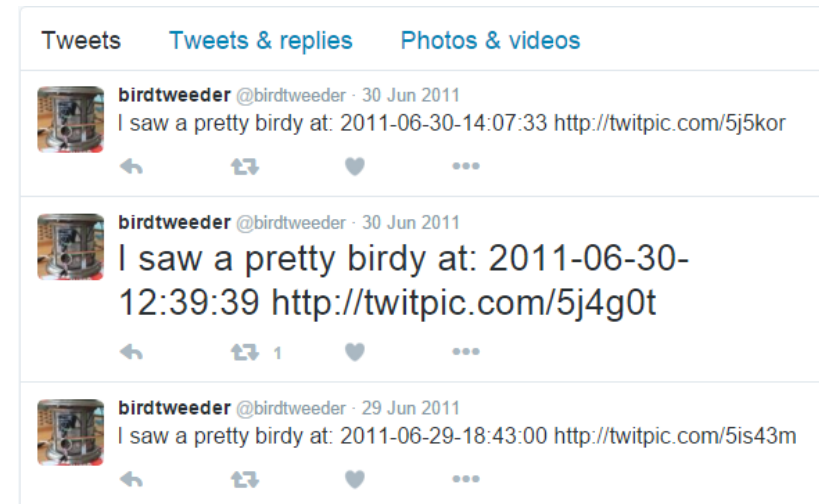 Tweets Tweets & replies Photos & videos
birdtweeder @birdtweeder · 30 Jun 2011
I saw a pretty birdy at: 2011-06-30-14:07:33 http://twitpic.com/5j5kor
birdtweeder @birdtweeder · 30 Jun 2011
I saw a pretty birdy at: 2011-06-30-
12:39:39 http://twitpic.com/5j4g0t
1
birdtweeder @birdtweeder · 29 Jun 2011
I saw a pretty birdy at: 2011-06-29-18:43:00 http://twitpic.com/5is43m